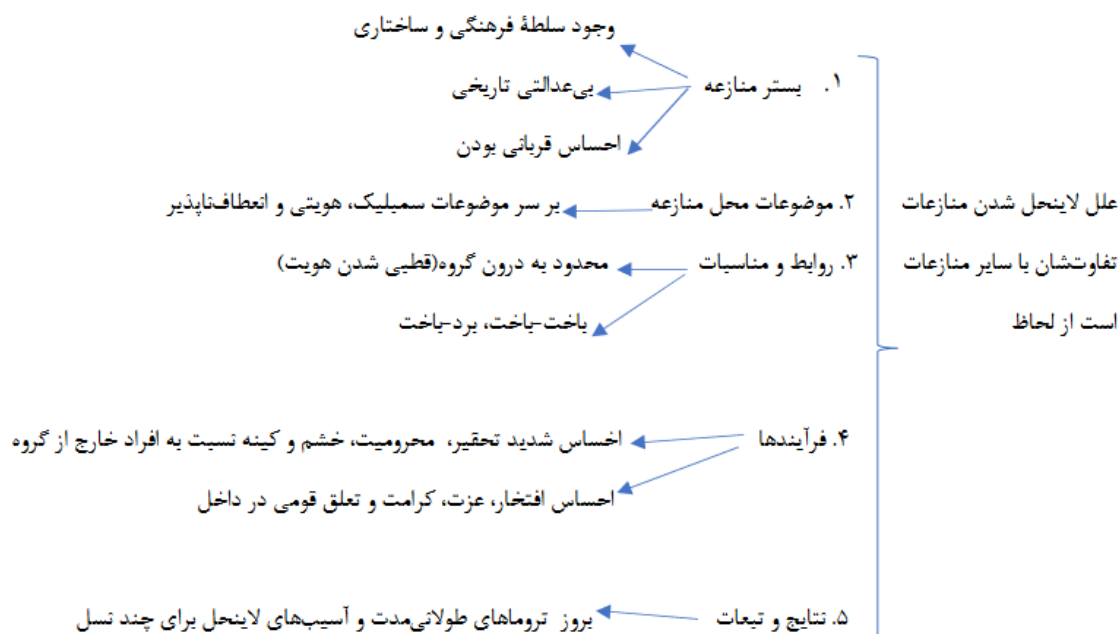 علل لاینحل شدن منازعات
تفاوت‌شان با سایر منازعات
است از لحاظ
۱. بستر منازعه
وجود سلطۀ فرهنگی و ساختاری
بی‌عدالتی تاریخی
احساس قربانی بودن
۲. موضوعات محل منازعه
بر سر موضوعات سمبلیک، هویتی و انعطاف‌ناپذیر
۳. روابط و مناسبات
محدود به درون گروه(قطبی شدن هویت)
باخت-باخت، برد-باخت
۴. فرآیندها
اخساس شدید تحقیر، محرومیت، خشم و کینه نسبت به افراد خارج از گروه
احساس افتخار، عزت، کرامت و تعلق قومی در داخل
۵. نتایج و تبعات
بروز تروماهای طولانی‌مدت و آسیب‌های لاینحل برای چند نسل